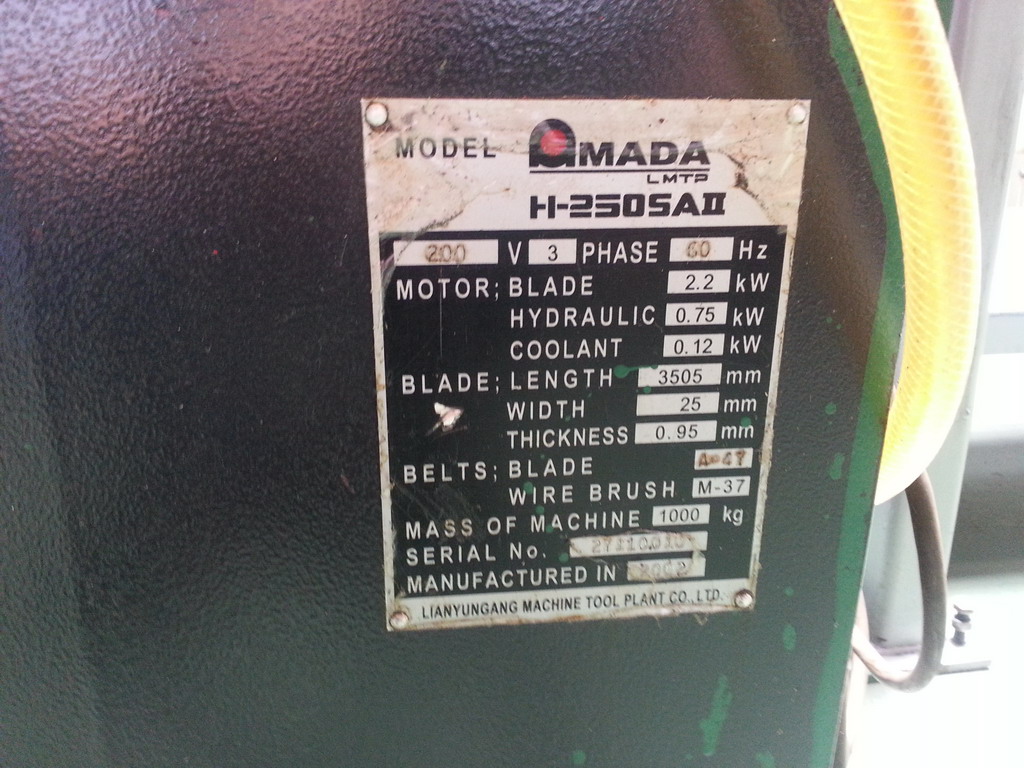 MODEL AMADA
LMTP
H-250SAII
200 V 3 PHASE 60 Hz
MOTOR; BLADE 2.2 kW
HYDRAULIC 0.75 kW
COOLANT 0.12 kW
BLADE; LENGTH 3505 mm
WIDTH 25 mm
THICKNESS 0.95 mm
BELTS; BLADE A-47
WIRE BRUSH M-37
MASS OF MACHINE 1000 kg
SERIAL No.
MANUFACTURED IN 2002
LIANYUNGANG MACHINE TOOL PLANT CO., LTD.